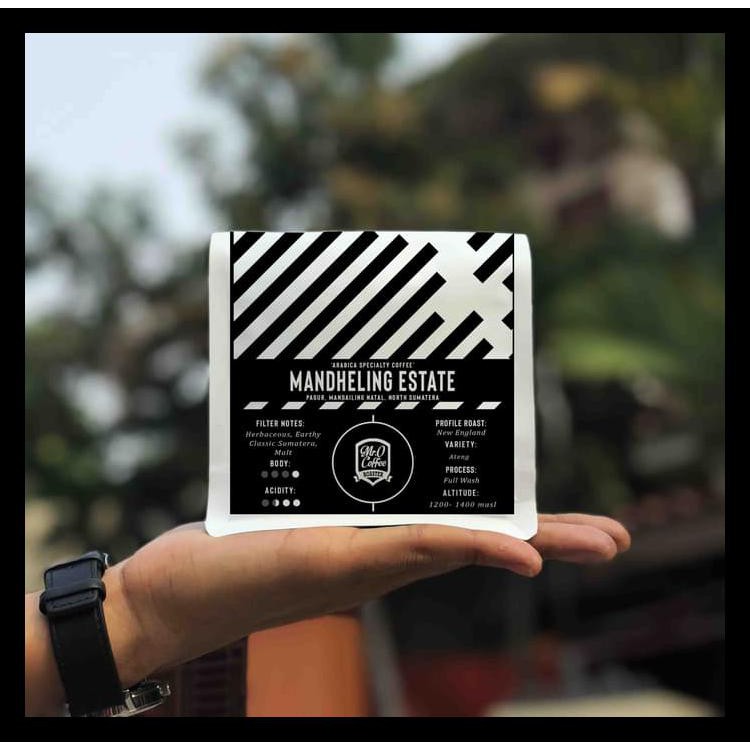 'ARABICA SPECIALTY COFFEE'
MANDHELING ESTATE
PAGUR, MANDAILING NATAL, NORTH SUMATERA
FILTER NOTES:
Herbaceous, Earthy
Classic Sumatera,
Malt
BODY:
ACIDITY:
Mr.O
Coffee
ROASTER
PROFILE ROAST:
New England
VARIETY:
Ateng
PROCESS:
Full Wash
ALTITUDE:
1200- 1400 masl